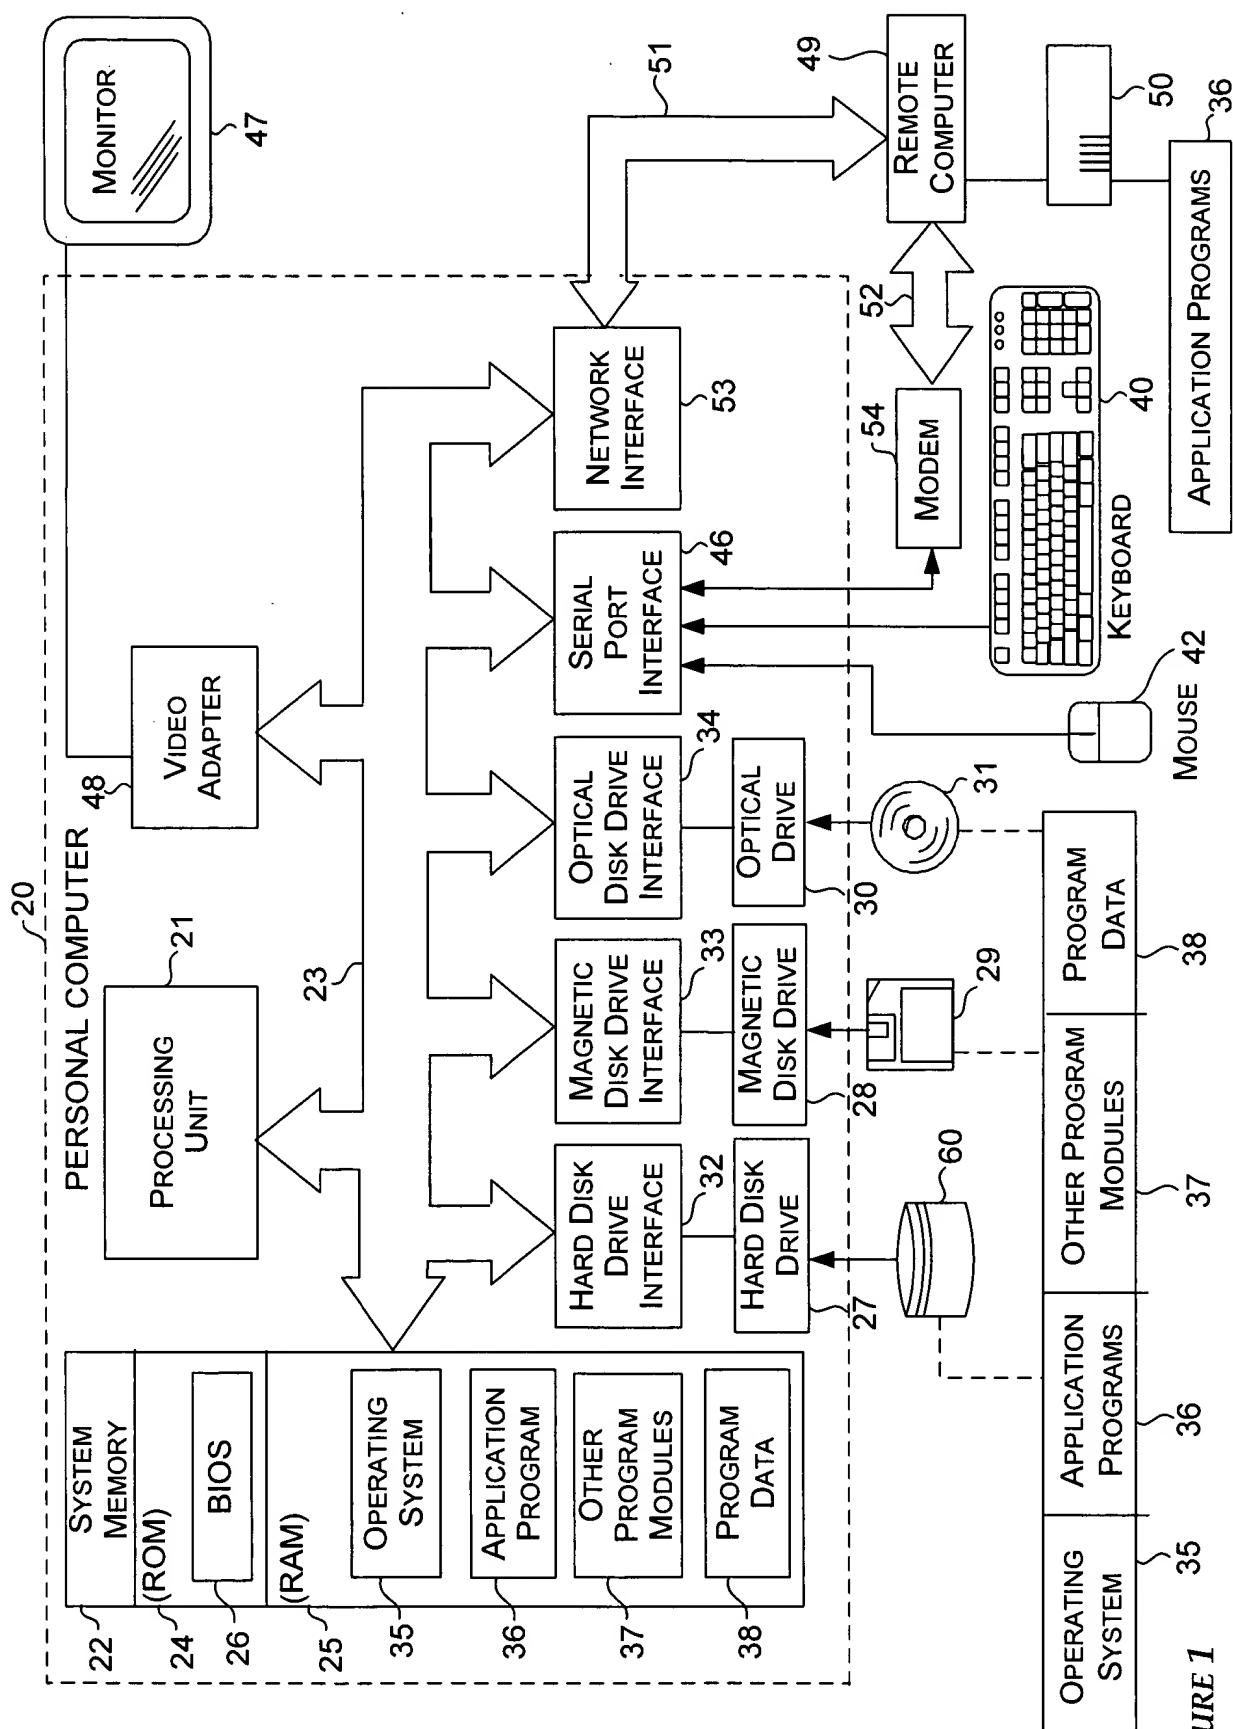 20
PERSONAL COMPUTER
22
SYSTEM
MEMORY
24
(ROM)
26
BIOS
25
(RAM)
35
OPERATING
SYSTEM
36
APPLICATION
PROGRAM
37
OTHER
PROGRAM
MODULES
38
PROGRAM
DATA
PROCESSING
UNIT
21
23
48
VIDEO
ADAPTER
MONITOR
47
HARD DISK
DRIVE
INTERFACE
32
MAGNETIC
DISK DRIVE
INTERFACE
33
OPTICAL
DISK DRIVE
INTERFACE
34
SERIAL
PORT
INTERFACE
46
NETWORK
INTERFACE
53
51
HARD DISK
DRIVE
27
MAGNETIC
DISK DRIVE
28
OPTICAL
DRIVE
30
60
29
31
54
MODEM
52
REMOTE
COMPUTER
49
50
KEYBOARD
40
MOUSE
42
APPLICATION PROGRAMS
36
OPERATING
SYSTEM
35
APPLICATION
PROGRAMS
36
OTHER PROGRAM
MODULES
37
PROGRAM
DATA
38
URE 1